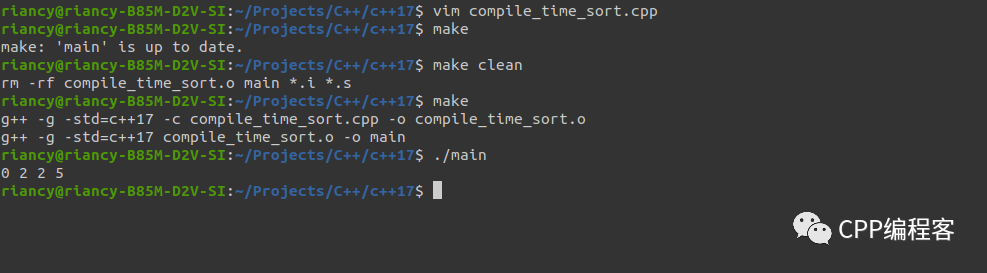 riancy@riancy-B85M-D2V-SI:~/Projects/C++/c++17$ vim compile_time_sort.cpp
riancy@riancy-B85M-D2V-SI:~/Projects/C++/c++17$ make
make: 'main' is up to date.
riancy@riancy-B85M-D2V-SI:~/Projects/C++/c++17$ make clean
rm -rf compile_time_sort.o main *.i *.s
riancy@riancy-B85M-D2V-SI:~/Projects/C++/c++17$ make
g++ -g -std=c++17 -c compile_time_sort.cpp -o compile_time_sort.o
g++ -g -std=c++17 compile_time_sort.o -o main
riancy@riancy-B85M-D2V-SI:~/Projects/C++/c++17$ ./main
0 2 2 5
riancy@riancy-B85M-D2V-SI:~/Projects/C++/c++17$
CPP编程客